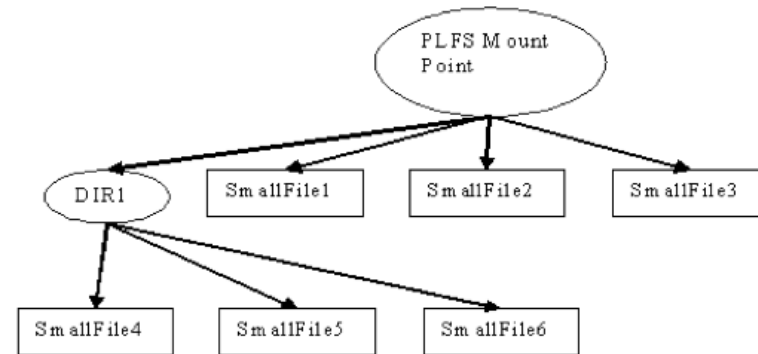 PLFS Mount
Point
DIR1
SmallFile1
SmallFile2
SmallFile3
SmallFile4
SmallFile5
SmallFile6